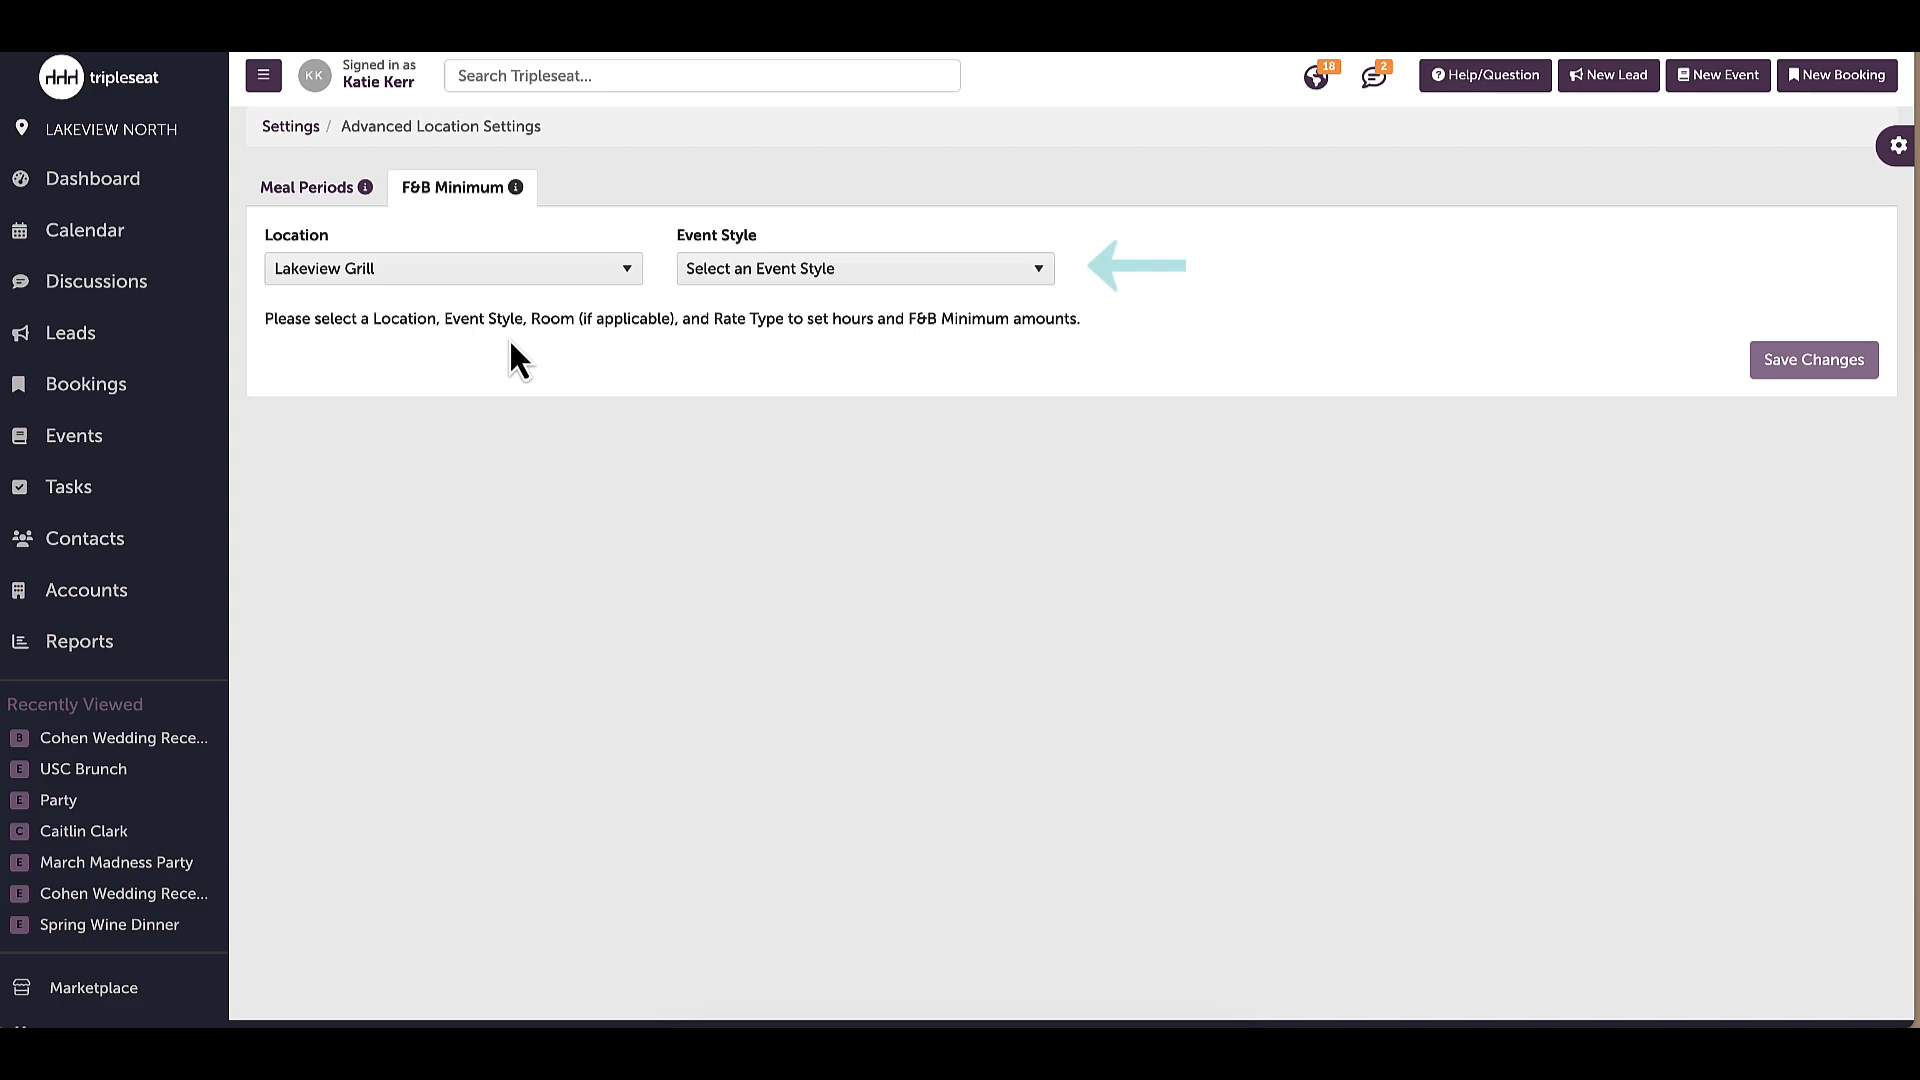 tripleseat
LAKEVIEW NORTH
Dashboard
Calendar
Discussions
Leads
Bookings
Events
Tasks
Contacts
Accounts
Reports
Recently Viewed
B Cohen Wedding Rece...
E USC Brunch
E Party
C Caitlin Clark
E March Madness Party
E Cohen Wedding Rece...
E Spring Wine Dinner
Marketplace
KK
Signed in as
Katie Kerr
Search Tripleseat...
18
2
Help/Question
New Lead
New Event
New Booking
Settings / Advanced Location Settings
Meal Periods
F&B Minimum
Location
Lakeview Grill
Event Style
Select an Event Style
Please select a Location, Event Style, Room (if applicable), and Rate Type to set hours and F&B Minimum amounts.
Save Changes